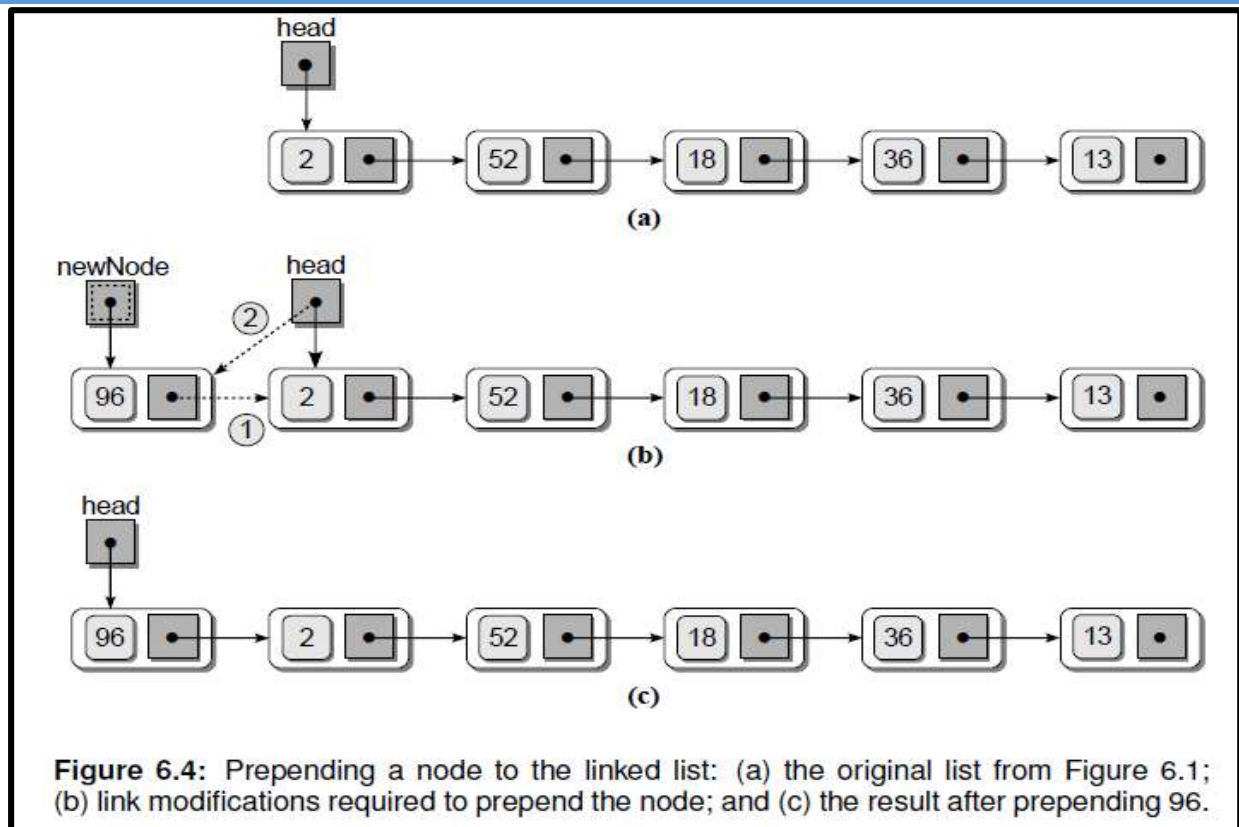 head
2 52 18 36 13
(a)
newNode head
2
96 2 52 18 36 13
1
(b)
head
96 2 52 18 36 13
(c)
Figure 6.4: Prepending a node to the linked list: (a) the original list from Figure 6.1;
(b) link modifications required to prepend the node; and (c) the result after prepending 96.